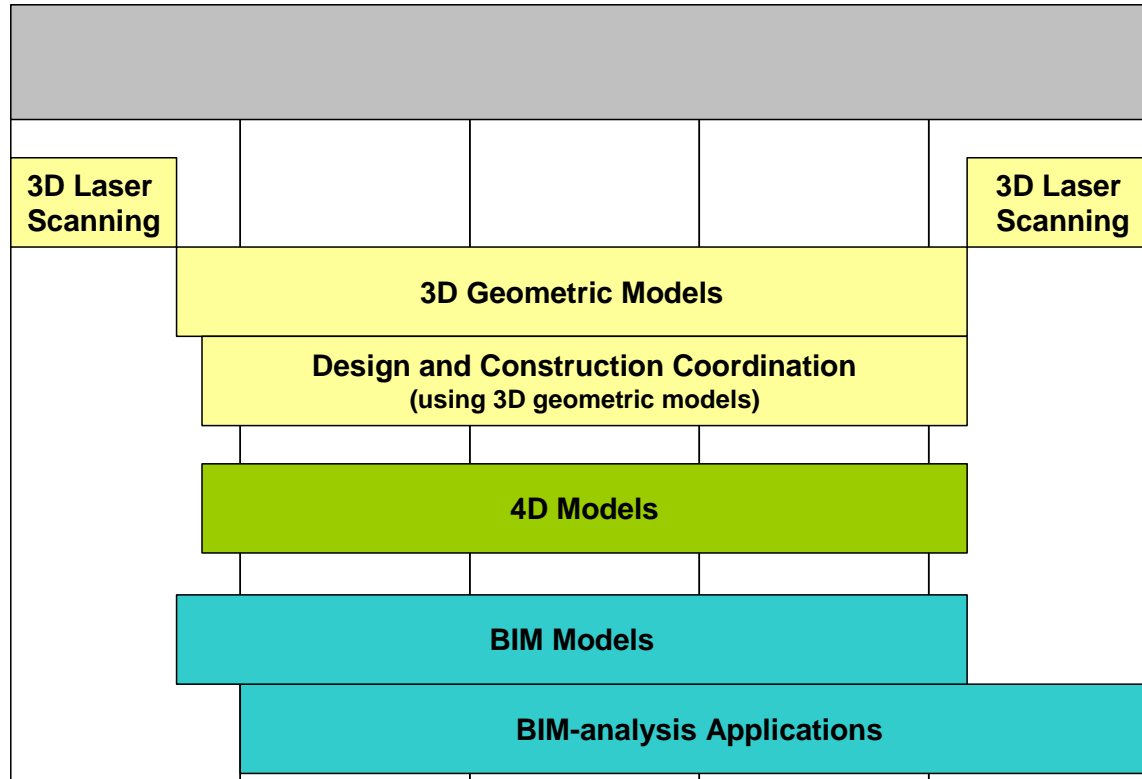 3D Laser
Scanning
3D Laser
Scanning
3D Geometric Models
Design and Construction Coordination
(using 3D geometric models)
4D Models
BIM Models
BIM-analysis Applications